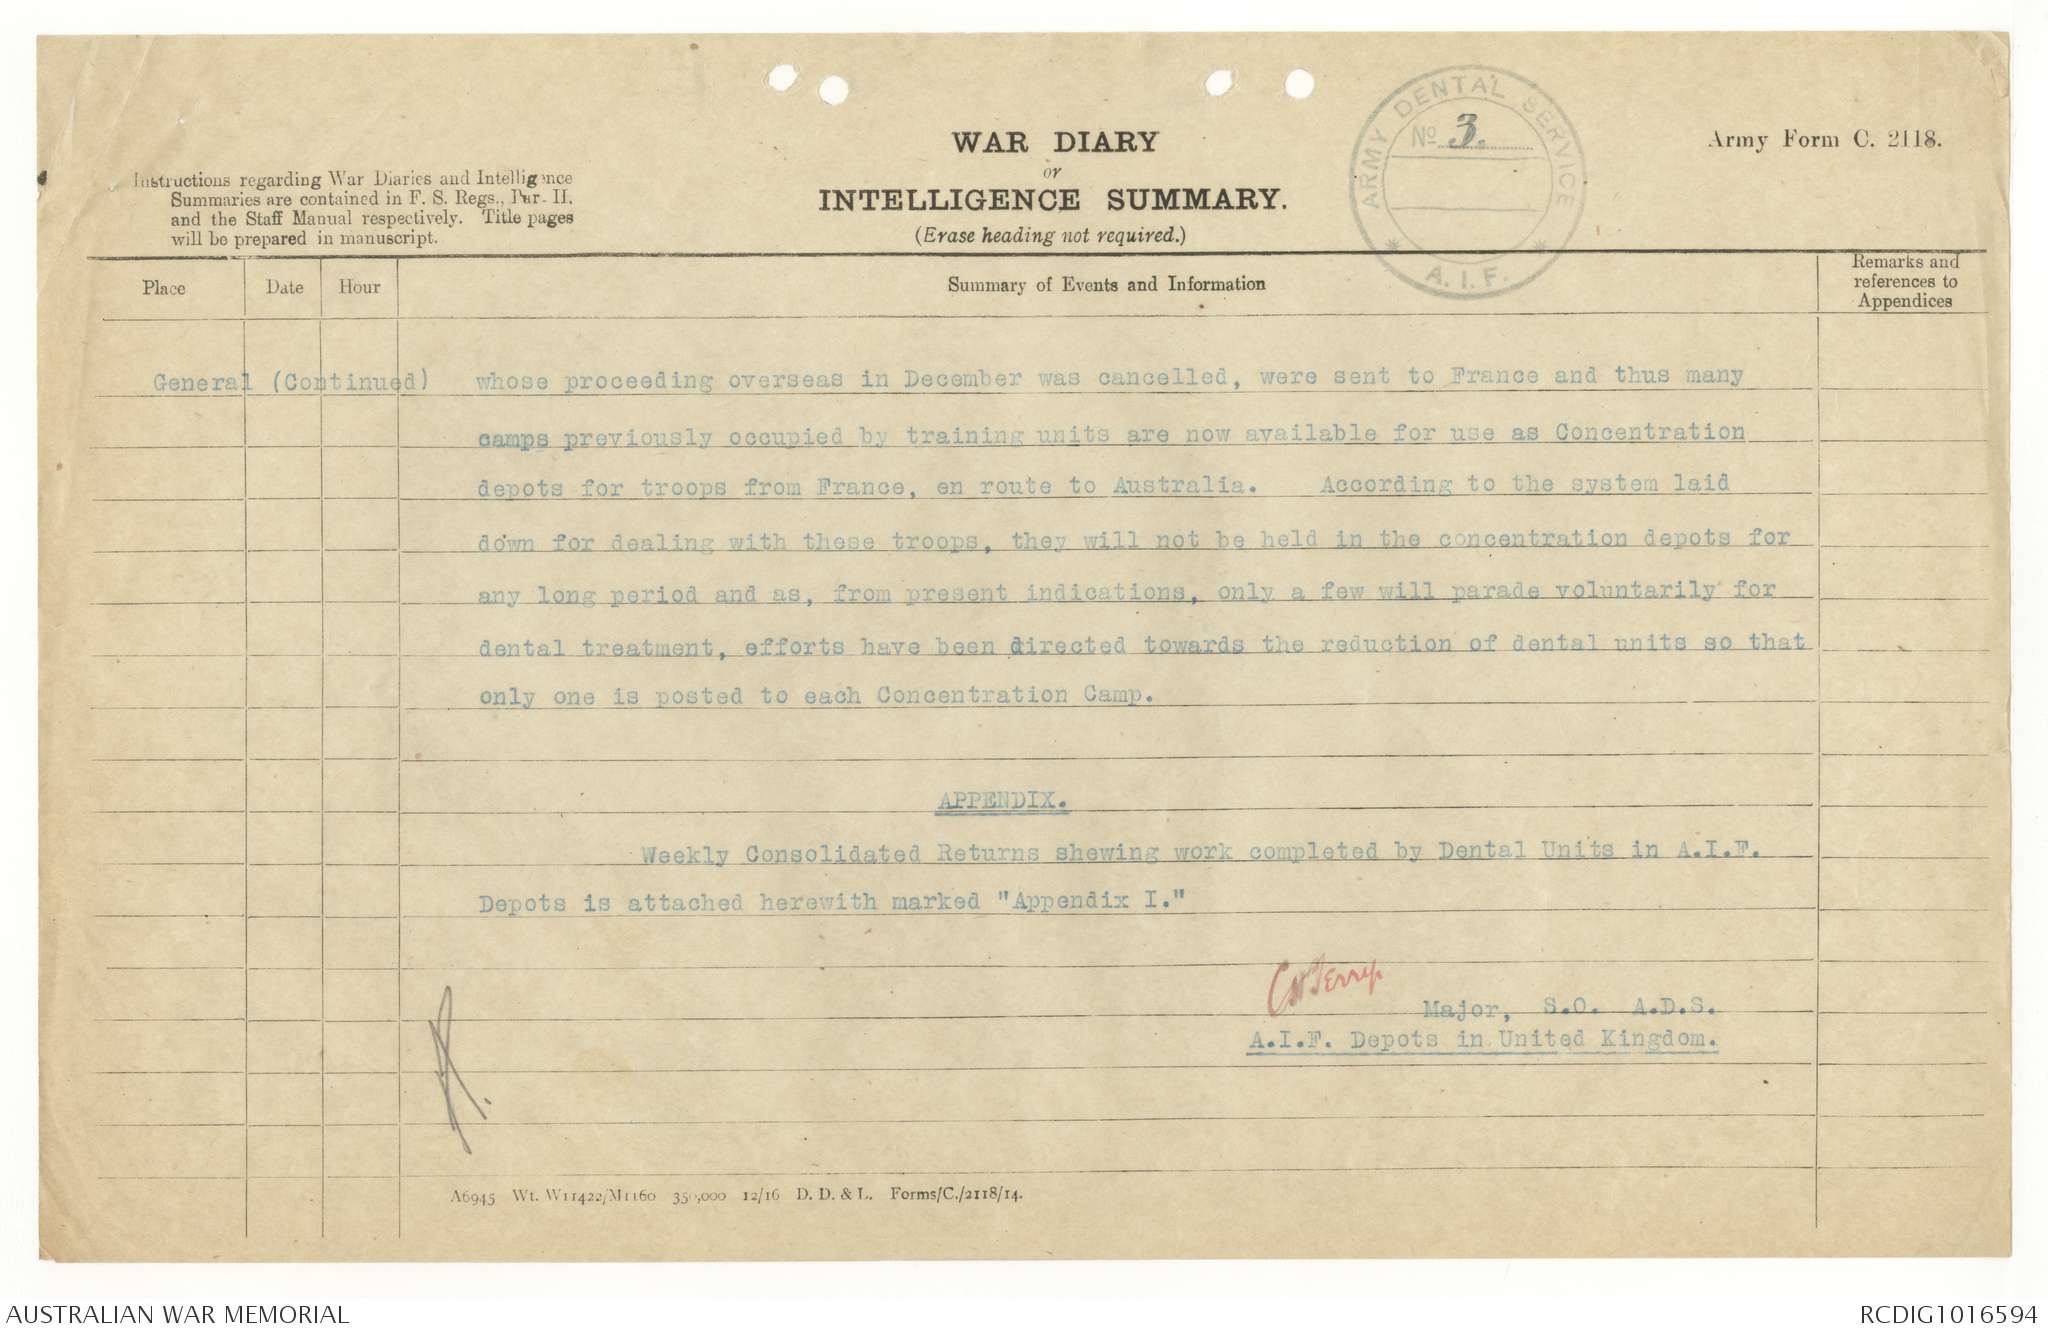 ARMY DENTAL SERVICE
No 3.
A.I.F.
WAR DIARY
or
INTELLIGENCE SUMMARY.
(Erase heading not required.)
Army Form C. 2118.
Instructions regarding War Diaries and Intelligence
Summaries are contained in F. S. Regs., Par. II.
and the Staff Manual respectively. Title pages
will be prepared in manuscript.
Place
Date
Hour
Summary of Events and Information
Remarks and
references to
Appendices
General (Continued)
whose proceeding overseas in December was cancelled, were sent to France and thus many
camps previously occupied by training units are now available for use as Concentration
depots for troops from France, en route to Australia. According to the system laid
down for dealing with these troops, they will not be held in the concentration depots for
any long period and as, from present indications, only a few will parade voluntarily for
dental treatment, efforts have been directed towards the reduction of dental units so that
only one is posted to each Concentration Camp.
APPENDIX.
Weekly Consolidated Returns shewing work completed by Dental Units in A.I.F.
Depots is attached herewith marked "Appendix I."
Terry
Major, S.O. A.D.S.
A.I.F. Depots in United Kingdom.
A6945 Wt. W11422/M1160 350,000 12/16 D. D. & L. Forms/C./2118/14.
AUSTRALIAN WAR MEMORIAL
RCDIG1016594